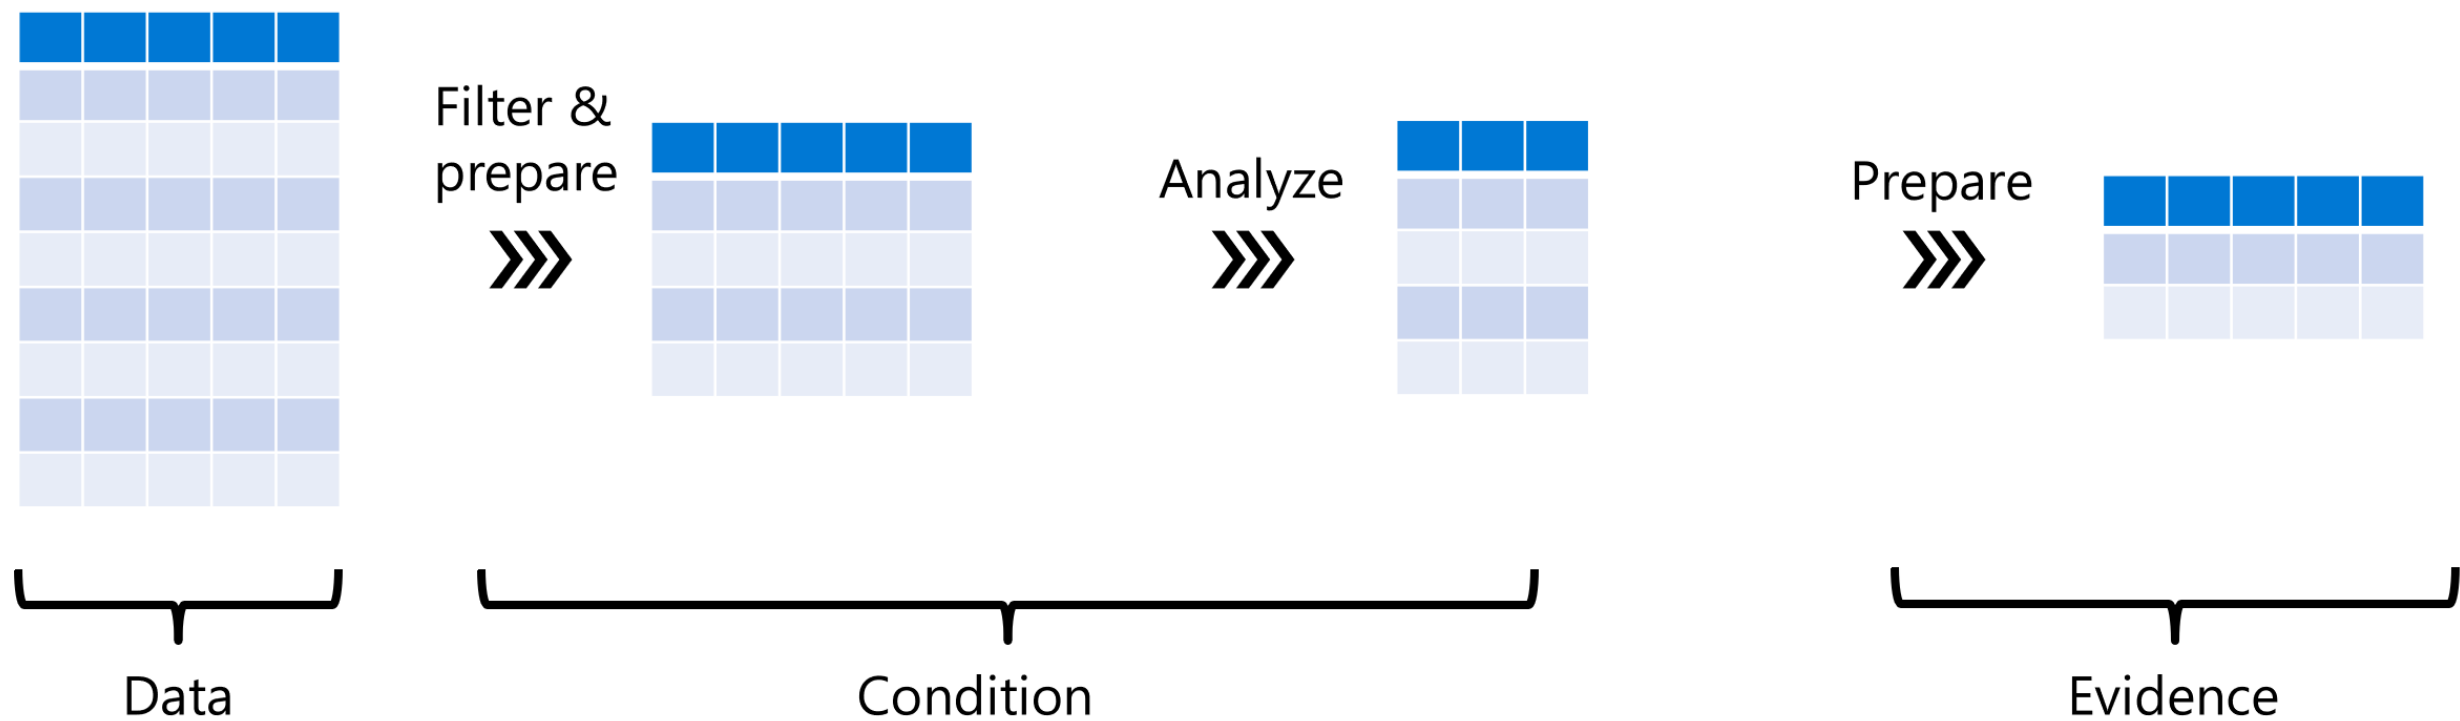 Filter &
prepare
Analyze
Prepare
Data
Condition
Evidence